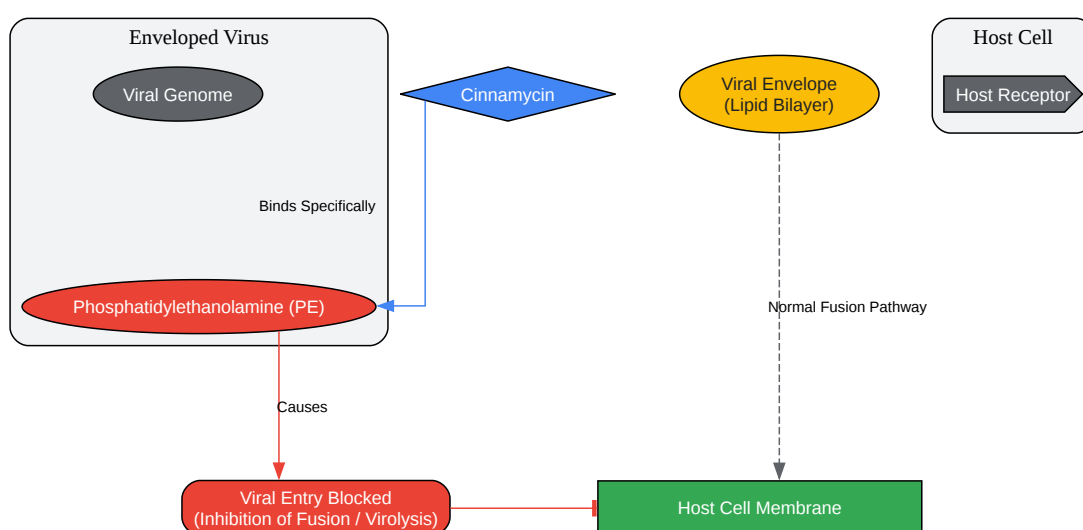 Enveloped Virus
Host Cell
Viral Genome
Cinnamycin
Viral Envelope
(Lipid Bilayer)
Host Receptor
Binds Specifically
Phosphatidylethanolamine (PE)
Normal Fusion Pathway
Causes
Viral Entry Blocked
(Inhibition of Fusion / Virolysis)
Host Cell Membrane